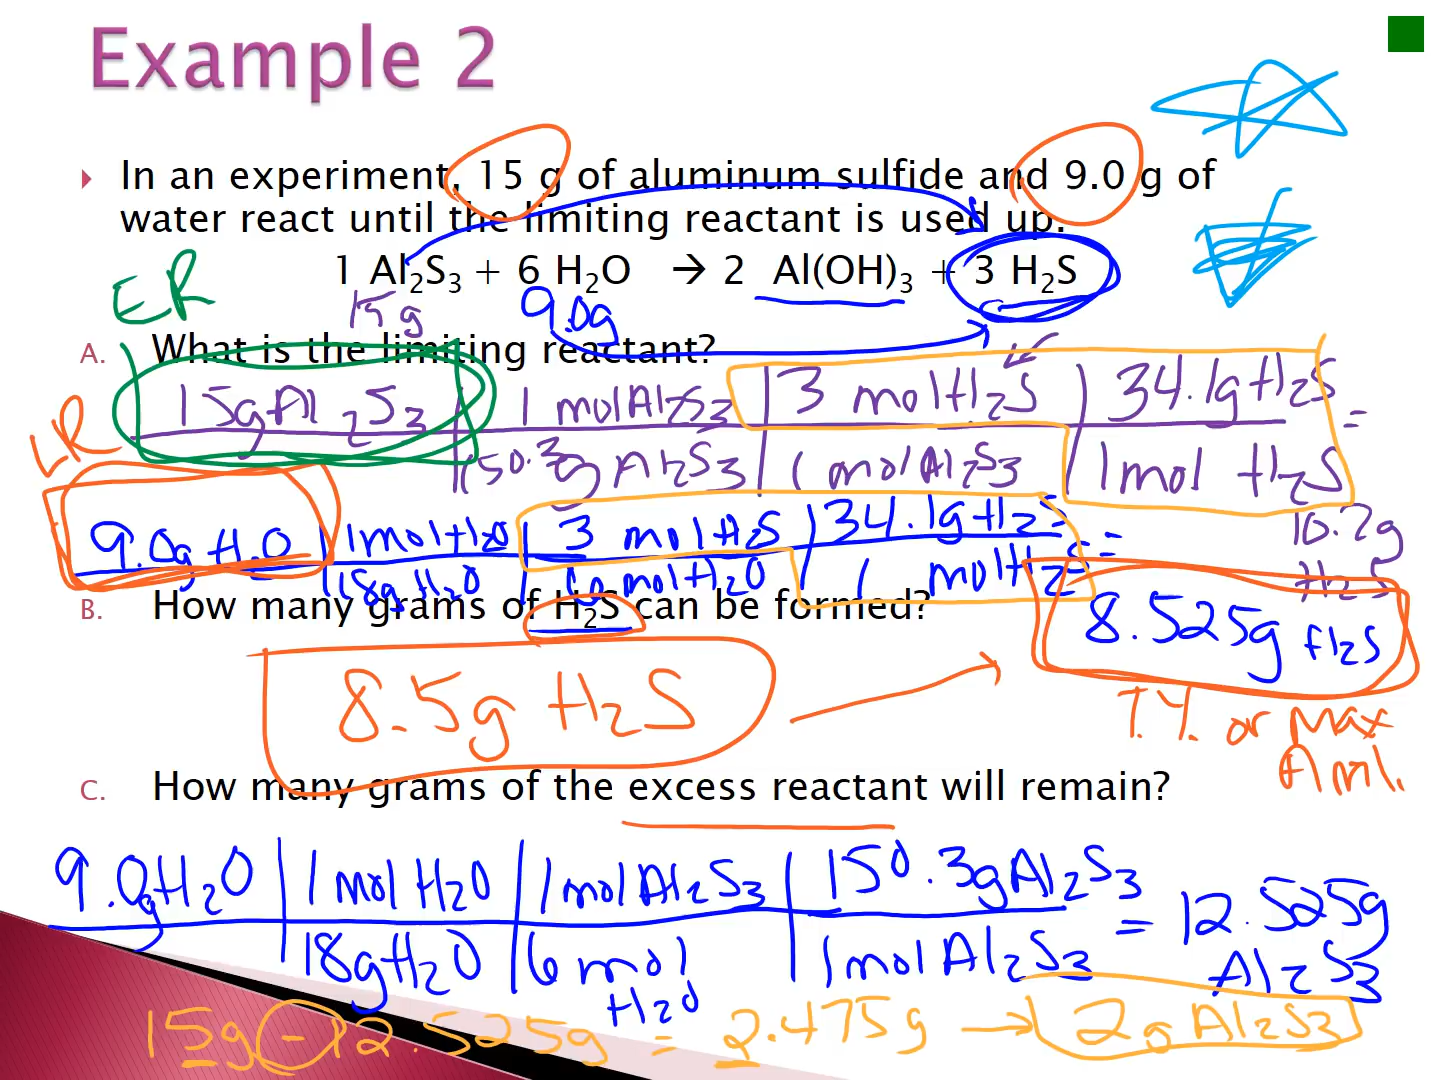 Example 2
In an experiment, 15 g of aluminum sulfide and 9.0 g of
water react until the limiting reactant is used up.
1 Al2S3 + 6 H2O → 2 Al(OH)3 + 3 H2S
ER
15 g 9.0g
A. What is the limiting reactant?
15g Al2S3 | 1 mol Al2S3 | 3 mol H2S | 34.1g H2S =
150.3g Al2S3 | 1 mol Al2S3 | 1 mol H2S
10.2g
H2S
LR
9.0g H2O | 1 mol H2O | 3 mol H2S | 34.1g H2S =
18g H2O | 6 mol H2O | 1 mol H2S
8.525g H2S
B. How many grams of H2S can be formed?
8.5g H2S
T.Y. or Max
Amt.
C. How many grams of the excess reactant will remain?
9.0g H2O | 1 mol H2O | 1 mol Al2S3 | 150.3g Al2S3 = 12.525g
18g H2O | 6 mol H2O | 1 mol Al2S3 Al2S3
15g - 12.525g = 2.475g → 2g Al2S3